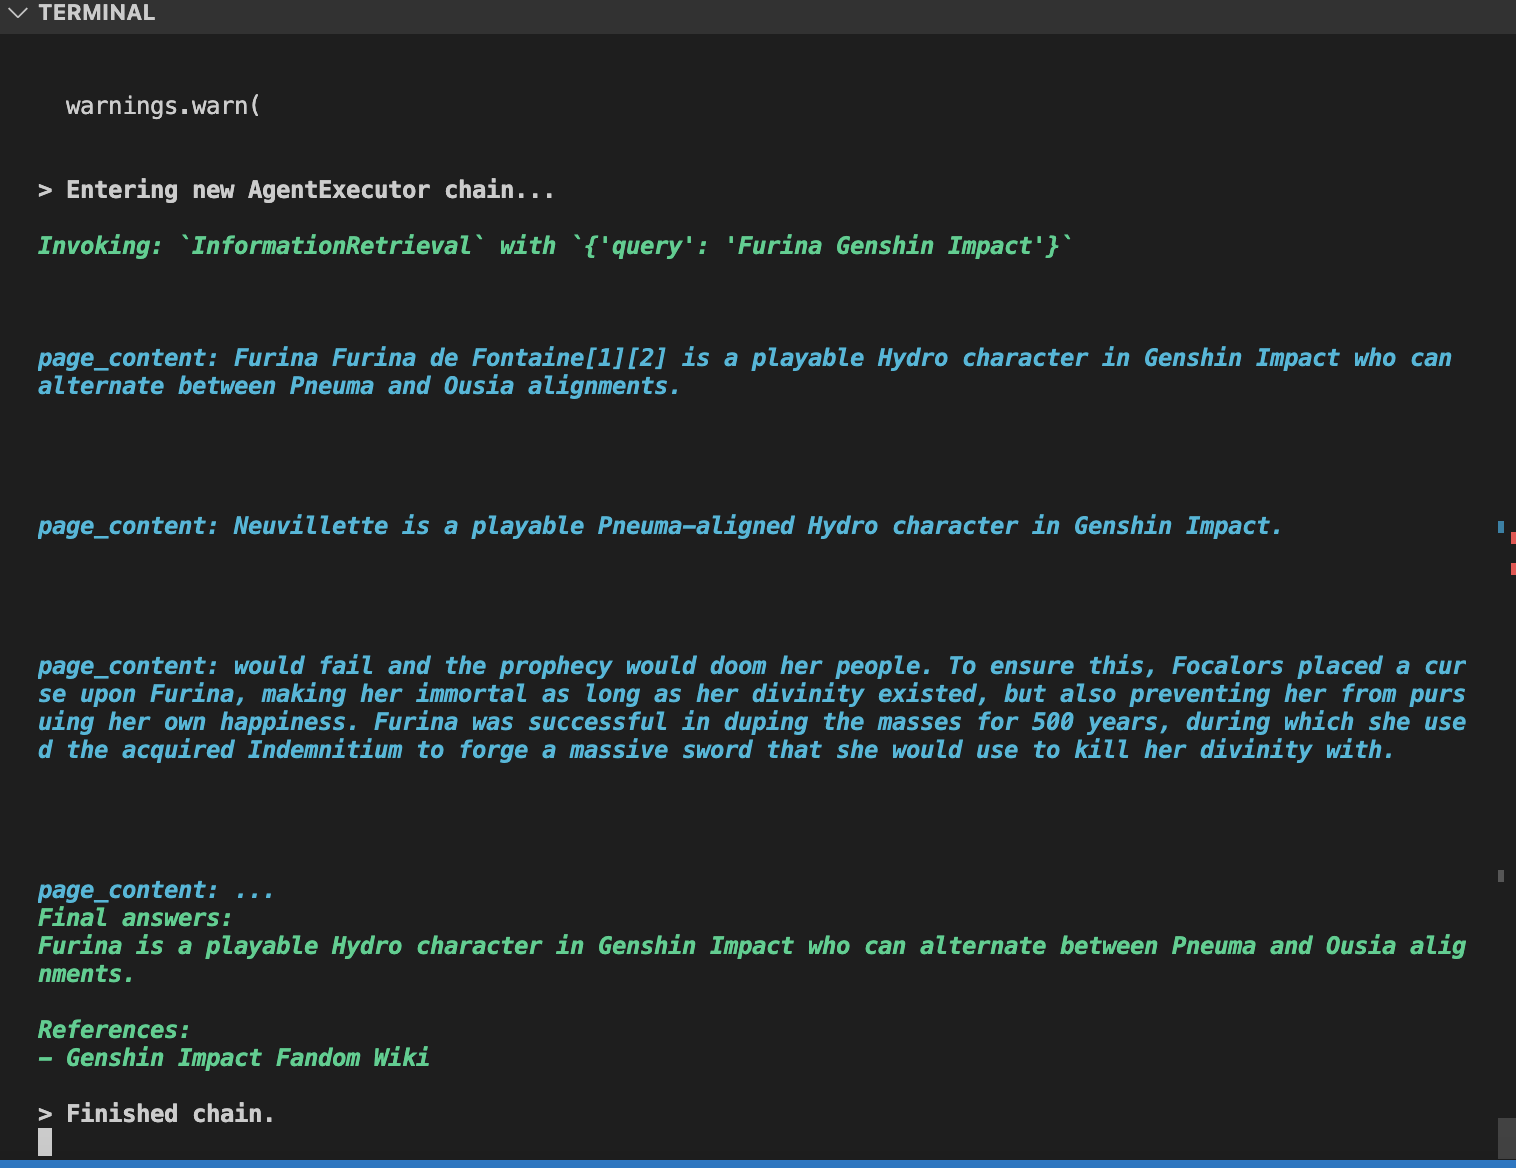 TERMINAL
warnings.warn(
> Entering new AgentExecutor chain...
Invoking: `InformationRetrieval` with `{'query': 'Furina Genshin Impact'}`
page_content: Furina Furina de Fontaine[1][2] is a playable Hydro character in Genshin Impact who can
alternate between Pneuma and Ousia alignments.
page_content: Neuvillette is a playable Pneuma-aligned Hydro character in Genshin Impact.
page_content: would fail and the prophecy would doom her people. To ensure this, Focalors placed a cur
se upon Furina, making her immortal as long as her divinity existed, but also preventing her from purs
uing her own happiness. Furina was successful in duping the masses for 500 years, during which she use
d the acquired Indemnitium to forge a massive sword that she would use to kill her divinity with.
page_content: ...
Final answers:
Furina is a playable Hydro character in Genshin Impact who can alternate between Pneuma and Ousia alig
nments.
References:
- Genshin Impact Fandom Wiki
> Finished chain.